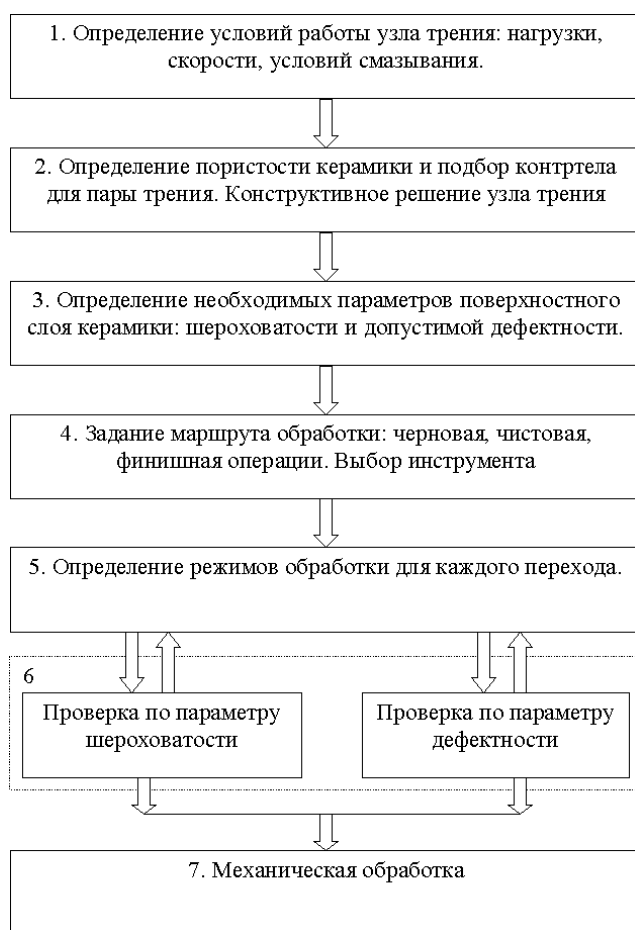 1. Определение условий работы узла трения: нагрузки,
скорости, условий смазывания.
2. Определение пористости керамики и подбор контртела
для пары трения. Конструктивное решение узла трения
3. Определение необходимых параметров поверхностного
слоя керамики: шероховатости и допустимой дефектности.
4. Задание маршрута обработки: черновая, чистовая,
финишная операции. Выбор инструмента
5. Определение режимов обработки для каждого перехода.
6
Проверка по параметру
шероховатости
Проверка по параметру
дефектности
7. Механическая обработка